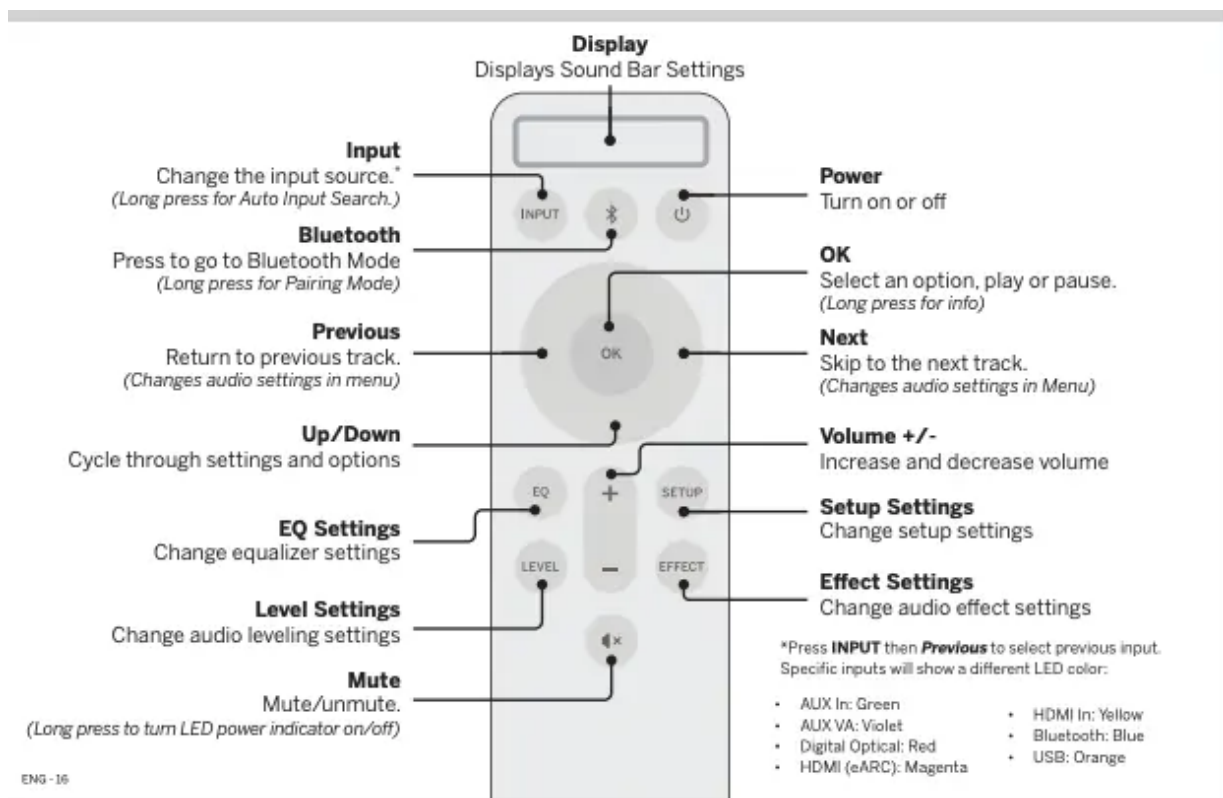 Display
Displays Sound Bar Settings
Input
Change the input source.*
(Long press for Auto Input Search.)
Bluetooth
Press to go to Bluetooth Mode
(Long press for Pairing Mode)
Previous
Return to previous track.
(Changes audio settings in menu)
Up/Down
Cycle through settings and options
EQ Settings
Change equalizer settings
Level Settings
Change audio leveling settings
Mute
Mute/unmute.
(Long press to turn LED power indicator on/off)
INPUT
OK
EQ
+
SETUP
LEVEL
−
EFFECT
Power
Turn on or off
OK
Select an option, play or pause.
(Long press for info)
Next
Skip to the next track.
(Changes audio settings in Menu)
Volume +/-
Increase and decrease volume
Setup Settings
Change setup settings
Effect Settings
Change audio effect settings
*Press INPUT then Previous to select previous input.
Specific inputs will show a different LED color:
• AUX In: Green
• AUX VA: Violet
• Digital Optical: Red
• HDMI (eARC): Magenta
• HDMI In: Yellow
• Bluetooth: Blue
• USB: Orange
ENG - 16